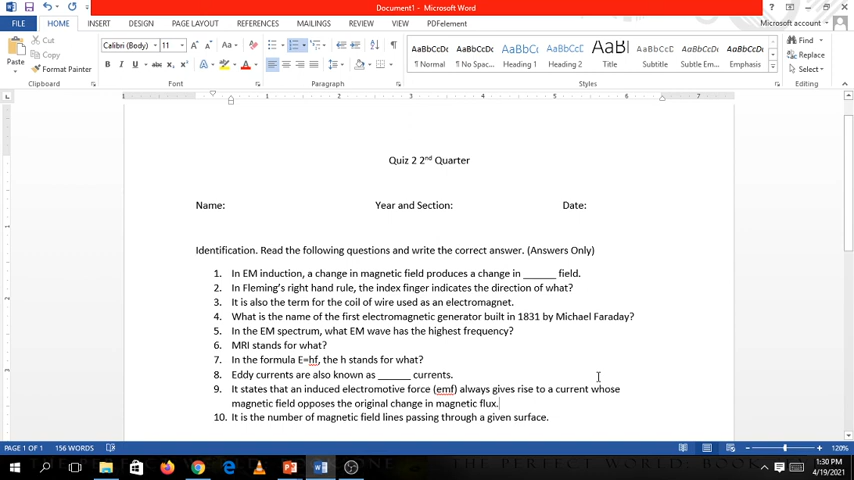 Document1 - Word
FILE HOME INSERT DESIGN PAGE LAYOUT REFERENCES MAILINGS REVIEW VIEW PDFelement Microsoft account
Cut
Copy
Format Painter
Paste
Clipboard
Calibri (Body) 11
Font
Paragraph
AaBbCcDc AaBbCcDc AaBbCc AaBbCcC AaBl AaBbCcC AaBbCcDc AaBbCcDc
¶ Normal ¶ No Spac... Heading 1 Heading 2 Title Subtitle Subtle Em... Emphasis
Styles
Find
Replace
Select
Editing
Quiz 2 2nd Quarter
Name: Year and Section: Date:
Identification. Read the following questions and write the correct answer. (Answers Only)
1. In EM induction, a change in magnetic field produces a change in ______ field.
2. In Fleming's right hand rule, the index finger indicates the direction of what?
3. It is also the term for the coil of wire used as an electromagnet.
4. What is the name of the first electromagnetic generator built in 1831 by Michael Faraday?
5. In the EM spectrum, what EM wave has the highest frequency?
6. MRI stands for what?
7. In the formula E=hf, the h stands for what?
8. Eddy currents are also known as ______ currents.
9. It states that an induced electromotive force (emf) always gives rise to a current whose
magnetic field opposes the original change in magnetic flux.
10. It is the number of magnetic field lines passing through a given surface.
PAGE 1 OF 1 156 WORDS 120%
1:30 PM
4/19/2021